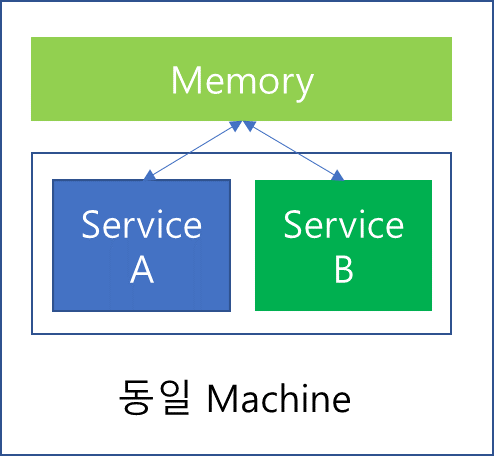 Memory
Service
A
Service
B
동일 Machine